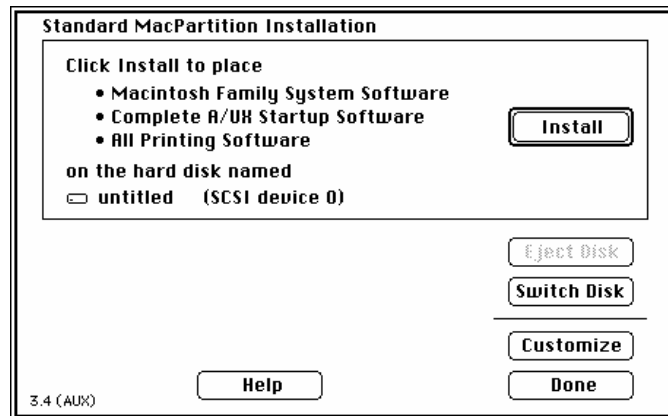 Standard MacPartition Installation
Click Install to place
• Macintosh Family System Software
• Complete A/UX Startup Software
• All Printing Software
Install
on the hard disk named
untitled (SCSI device 0)
Eject Disk
Switch Disk
Customize
Help
Done
3.4 (AUX)